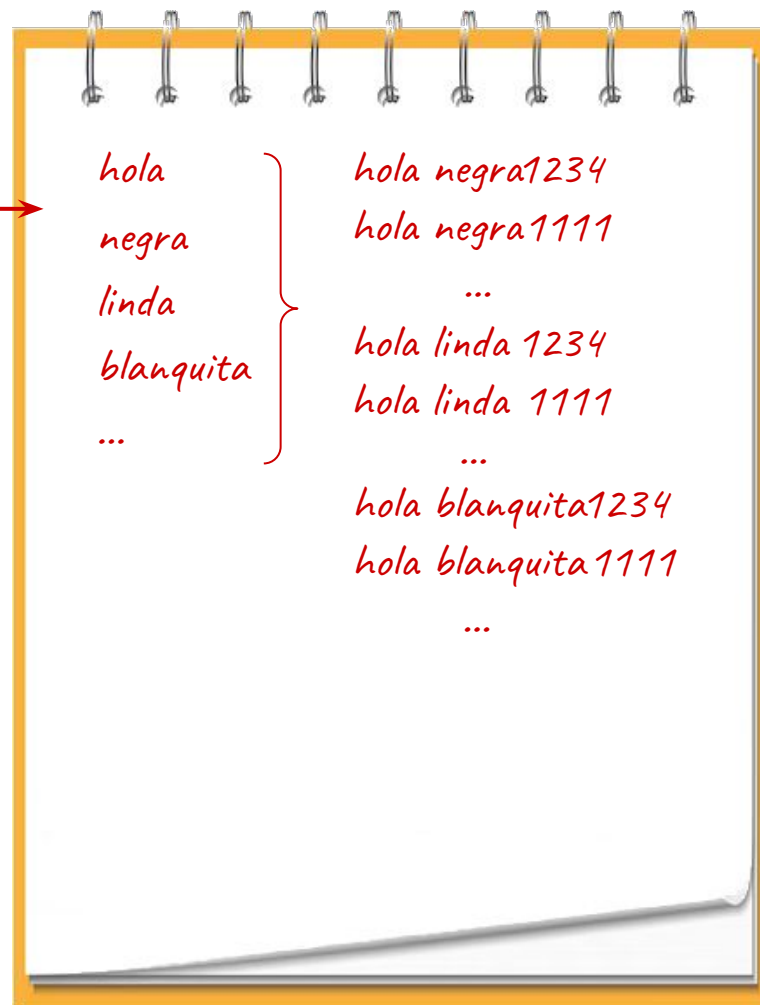 hola
negra
linda
blanquita
...
hola negra1234
hola negra1111
...
hola linda 1234
hola linda 1111
...
hola blanquita1234
hola blanquita1111
...